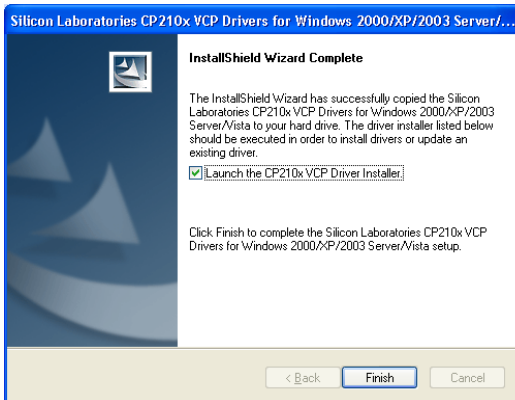 Silicon Laboratories CP210x VCP Drivers for Windows 2000/XP/2003 Server/...
InstallShield Wizard Complete
The InstallShield Wizard has successfully copied the Silicon
Laboratories CP210x VCP Drivers for Windows 2000/XP/2003
Server/Vista to your hard drive. The driver installer listed below
should be executed in order to install drivers or update an
existing driver.
Launch the CP210x VCP Driver Installer.
Click Finish to complete the Silicon Laboratories CP210x VCP
Drivers for Windows 2000/XP/2003 Server/Vista setup.
< Back Finish Cancel